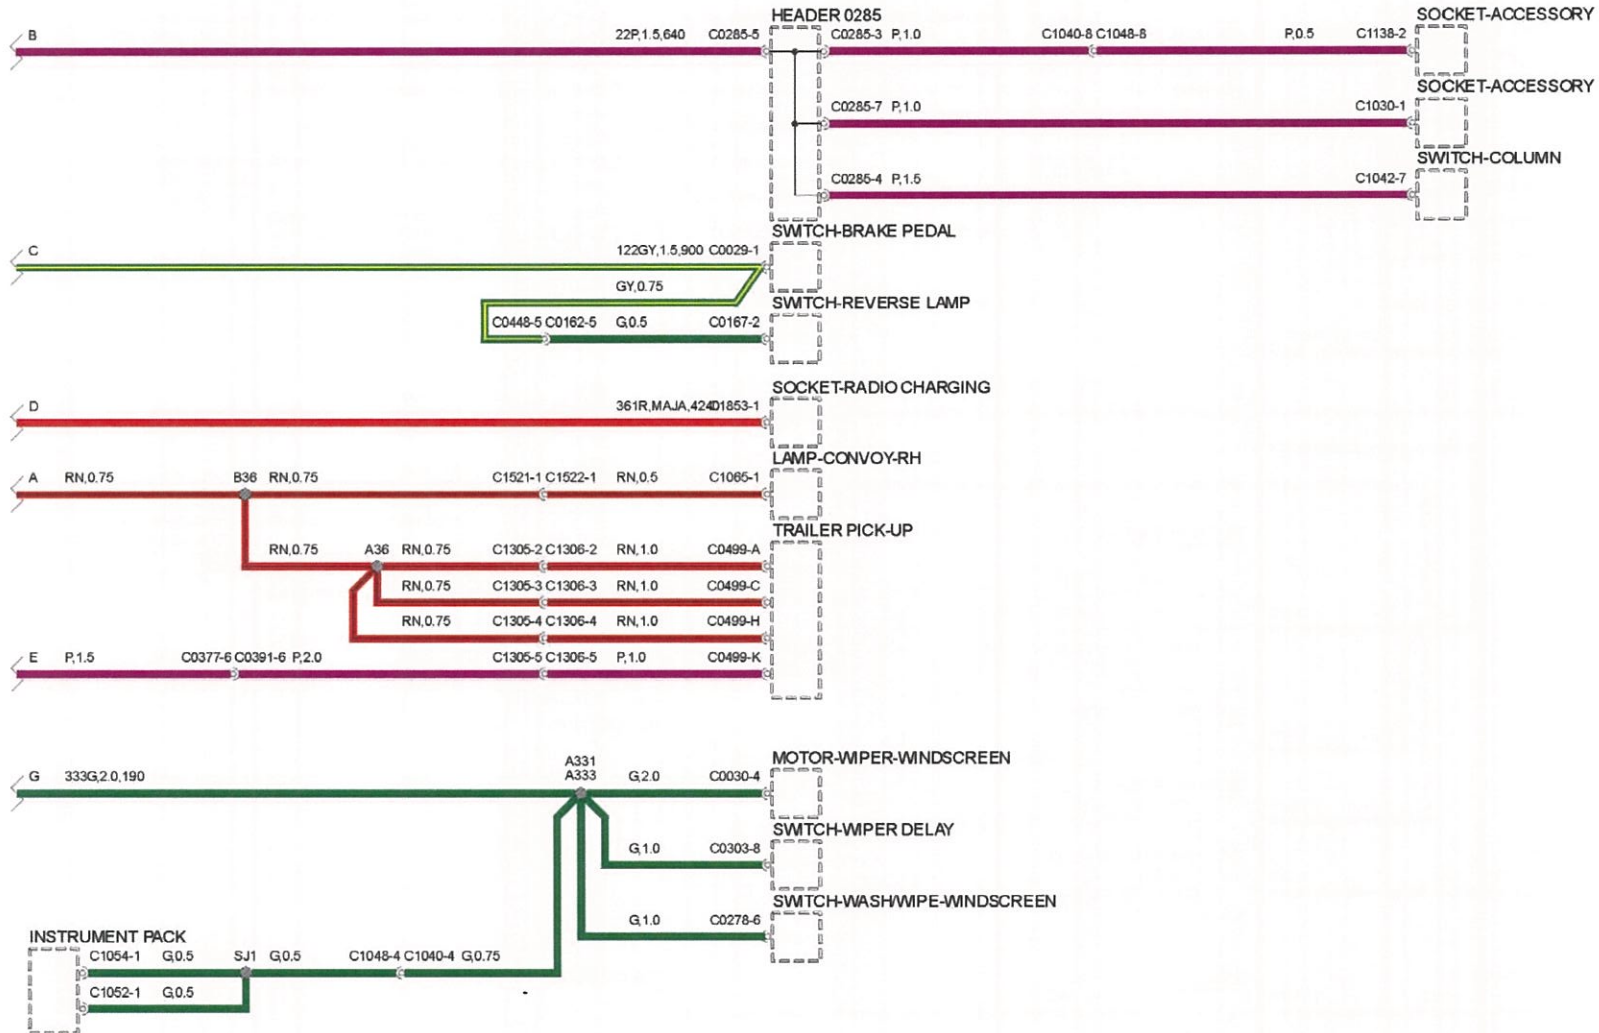 HEADER 0285
SOCKET-ACCESSORY
B 22P,1.5,640 C0285-5 C0285-3 P,1.0 C1040-8 C1048-8 P,0.5 C1138-2
SOCKET-ACCESSORY
C0285-7 P,1.0 C1030-1
SWITCH-COLUMN
C0285-4 P,1.5 C1042-7
SWITCH-BRAKE PEDAL
C 122GY,1.5,900 C0029-1
GY,0.75
SWITCH-REVERSE LAMP
C0448-5 C0162-5 G,0.5 C0167-2
SOCKET-RADIO CHARGING
D 361R,MAJA,424 1853-1
LAMP-CONVOY-RH
A RN,0.75 B36 RN,0.75 C1521-1 C1522-1 RN,0.5 C1065-1
TRAILER PICK-UP
RN,0.75 A36 RN,0.75 C1305-2 C1306-2 RN,1.0 C0499-A
RN,0.75 C1305-3 C1306-3 RN,1.0 C0499-C
RN,0.75 C1305-4 C1306-4 RN,1.0 C0499-H
E P,1.5 C0377-6 C0391-6 P,2.0 C1305-5 C1306-5 P,1.0 C0499-K
MOTOR-WIPER-WINDSCREEN
A331
G 333G,2.0,190 A333 G,2.0 C0030-4
SWITCH-WIPER DELAY
G,1.0 C0303-8
SWITCH-WASH/WIPE-WINDSCREEN
G,1.0 C0278-6
INSTRUMENT PACK
C1054-1 G,0.5 SJ1 G,0.5 C1048-4 C1040-4 G,0.75
C1052-1 G,0.5